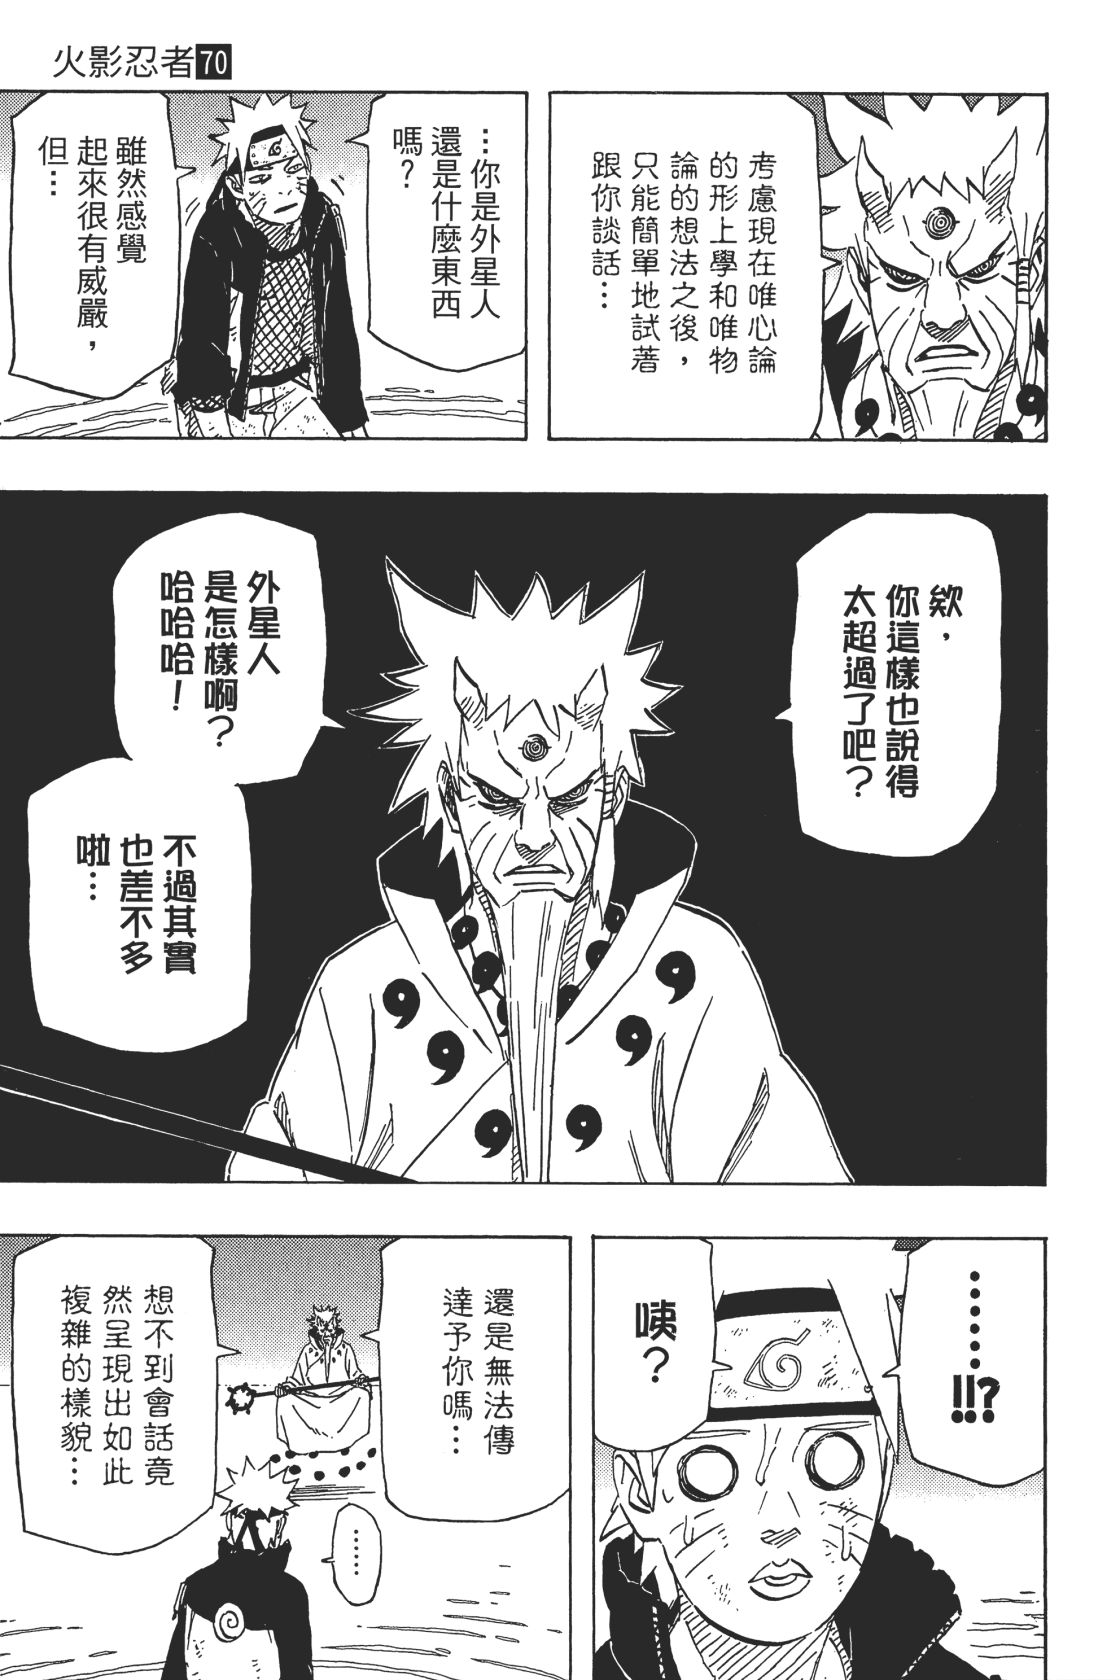 火影忍者70
考慮現在唯心論
的形上學和唯物
論的想法之後，
只能簡單地試著
跟你談話…
…你是外星人
還是什麼東西
嗎？
雖然感覺
起來很有威嚴，
但…
欸，
你這樣也說得
太超過了吧？
外星人
是怎樣啊？
哈哈哈！
不過其實
也差不多
啦…
……!!?
咦？
還是無法傳
達予你嗎…
想不到會話竟
然呈現出如此
複雜的樣貌…
……